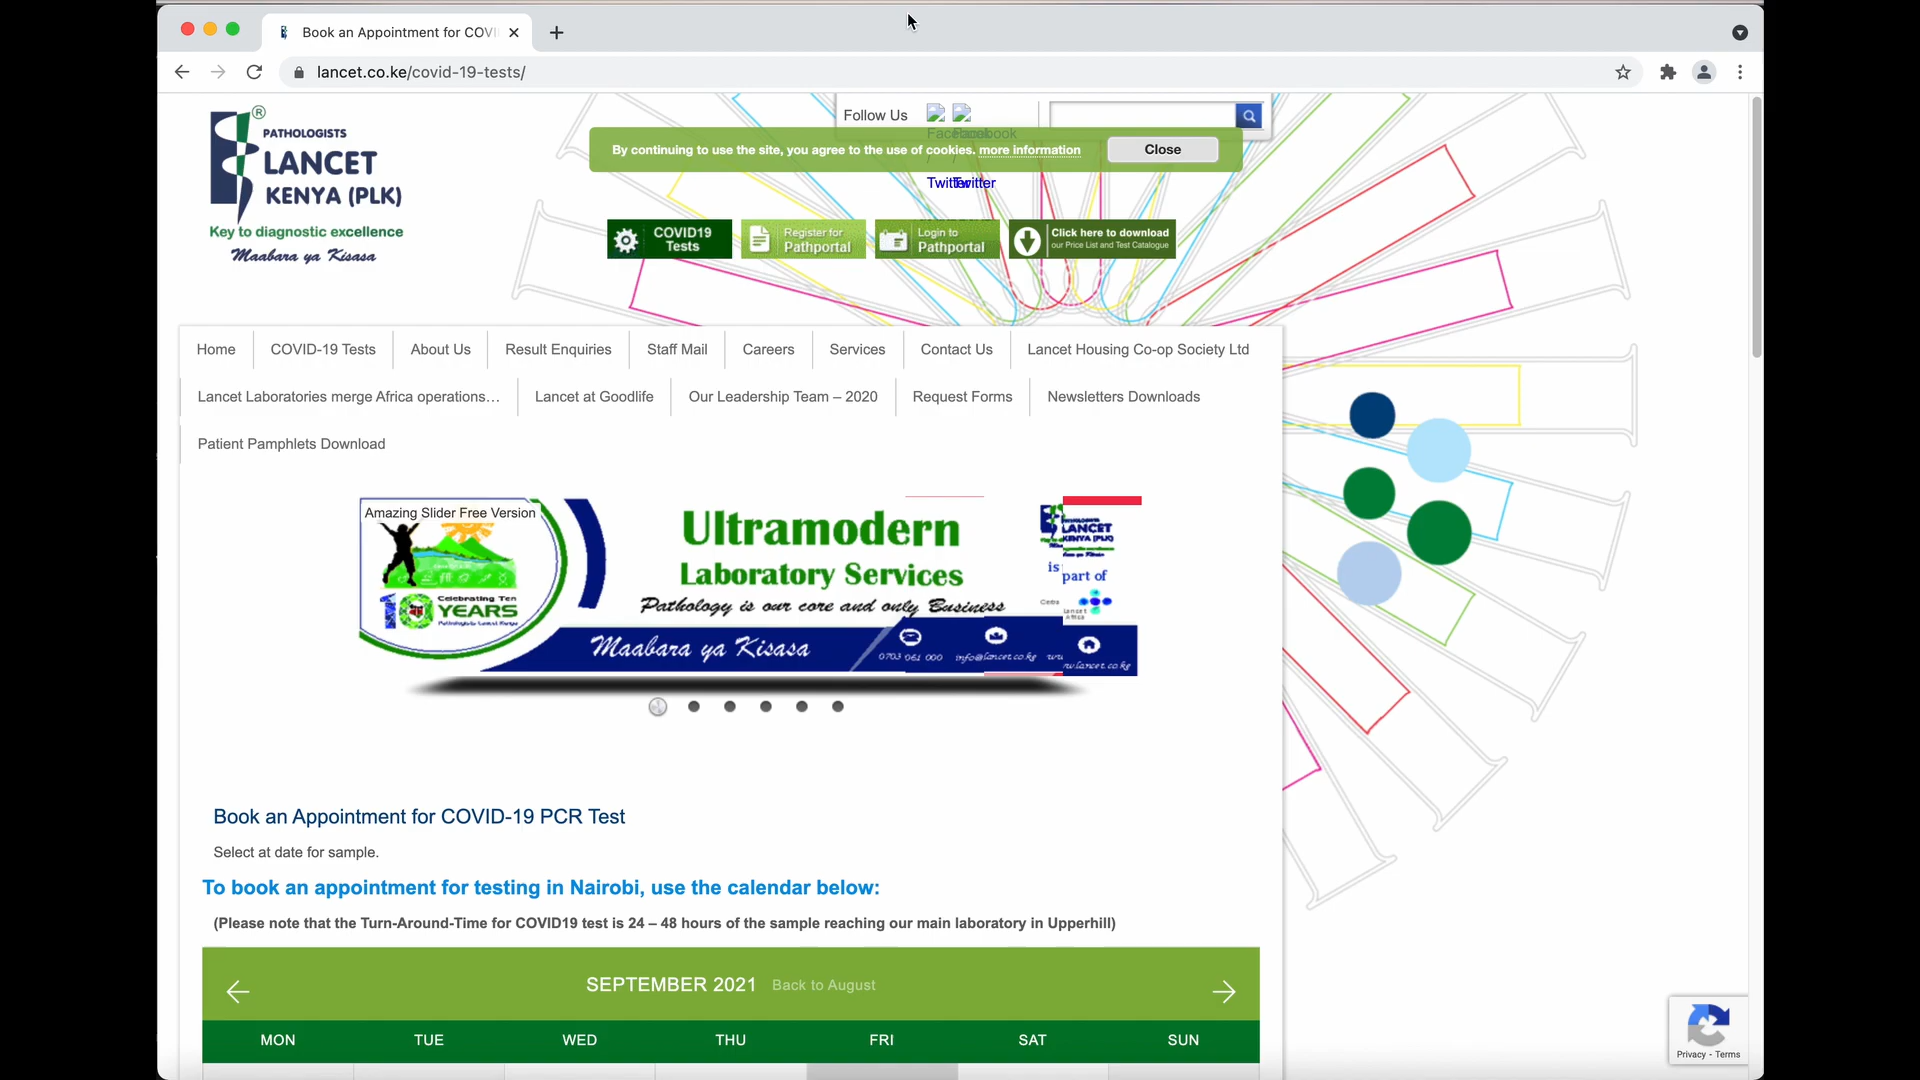 Book an Appointment for COVI
lancet.co.ke/covid-19-tests/
PATHOLOGISTS
LANCET
KENYA (PLK)
Key to diagnostic excellence
Maabara ya Kisasa
Follow Us
By continuing to use the site, you agree to the use of cookies. more information
Close
Twitter
Twitter
COVID19
Tests
Register for
Pathportal
Login to
Pathportal
Click here to download
our Price List and Test Catalogue
Home
COVID-19 Tests
About Us
Result Enquiries
Staff Mail
Careers
Services
Contact Us
Lancet Housing Co-op Society Ltd
Lancet Laboratories merge Africa operations…
Lancet at Goodlife
Our Leadership Team – 2020
Request Forms
Newsletters Downloads
Patient Pamphlets Download
Amazing Slider Free Version
Celebrating Ten
10 YEARS
Pathologists Lancet Kenya
Ultramodern
Laboratory Services
Pathology is our core and only Business
Maabara ya Kisasa
0703 061 000
info@lancet.co.ke
LANCET
KENYA (PLK)
is part of
Lancet
Africa
Book an Appointment for COVID-19 PCR Test
Select at date for sample.
To book an appointment for testing in Nairobi, use the calendar below:
(Please note that the Turn-Around-Time for COVID19 test is 24 – 48 hours of the sample reaching our main laboratory in Upperhill)
SEPTEMBER 2021 Back to August
MON TUE WED THU FRI SAT SUN
Privacy - Terms